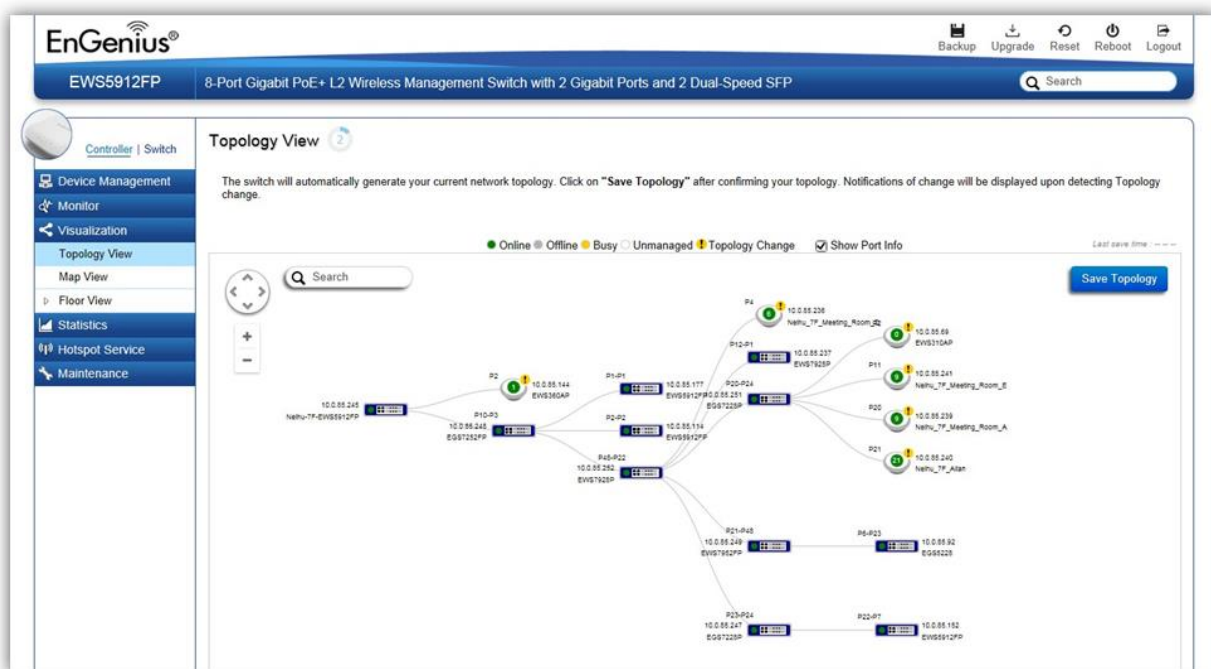 EnGenius®
Backup Upgrade Reset Reboot Logout
EWS5912FP
8-Port Gigabit PoE+ L2 Wireless Management Switch with 2 Gigabit Ports and 2 Dual-Speed SFP
Search
Controller | Switch
Device Management
Monitor
Visualization
Topology View
Map View
Floor View
Statistics
Hotspot Service
Maintenance
Topology View 2
The switch will automatically generate your current network topology. Click on "Save Topology" after confirming your topology. Notifications of change will be displayed upon detecting Topology
change.
Online Offline Busy Unmanaged ! Topology Change Show Port Info
Last save time : -- -- --
Search
Save Topology
10.0.85.245
Neihu-7F-EWS5912FP
P2
1
10.0.85.144
EWS360AP
P10-P3
10.0.85.248
EGS7252FP
P1-P1
10.0.85.177
EWS5912FP
P2-P2
10.0.85.114
EWS5912FP
P45-P22
10.0.85.252
EWS7928P
P4
6
10.0.85.236
Neihu_7F_Meeting_Room
P12-P1
10.0.85.237
EWS7928P
P20-P24
10.0.85.251
EGS7228P
0
10.0.85.69
EWS310AP
P11
9
10.0.85.241
Neihu_7F_Meeting_Room_E
P20
9
10.0.85.239
Neihu_7F_Meeting_Room_A
P21
21
10.0.85.240
Neihu_7F_Allan
P21-P48
10.0.85.249
EWS7952FP
P6-P23
10.0.85.92
EGS5228
P23-P24
10.0.85.247
EGS7228P
P22-P7
10.0.85.152
EWS5912FP